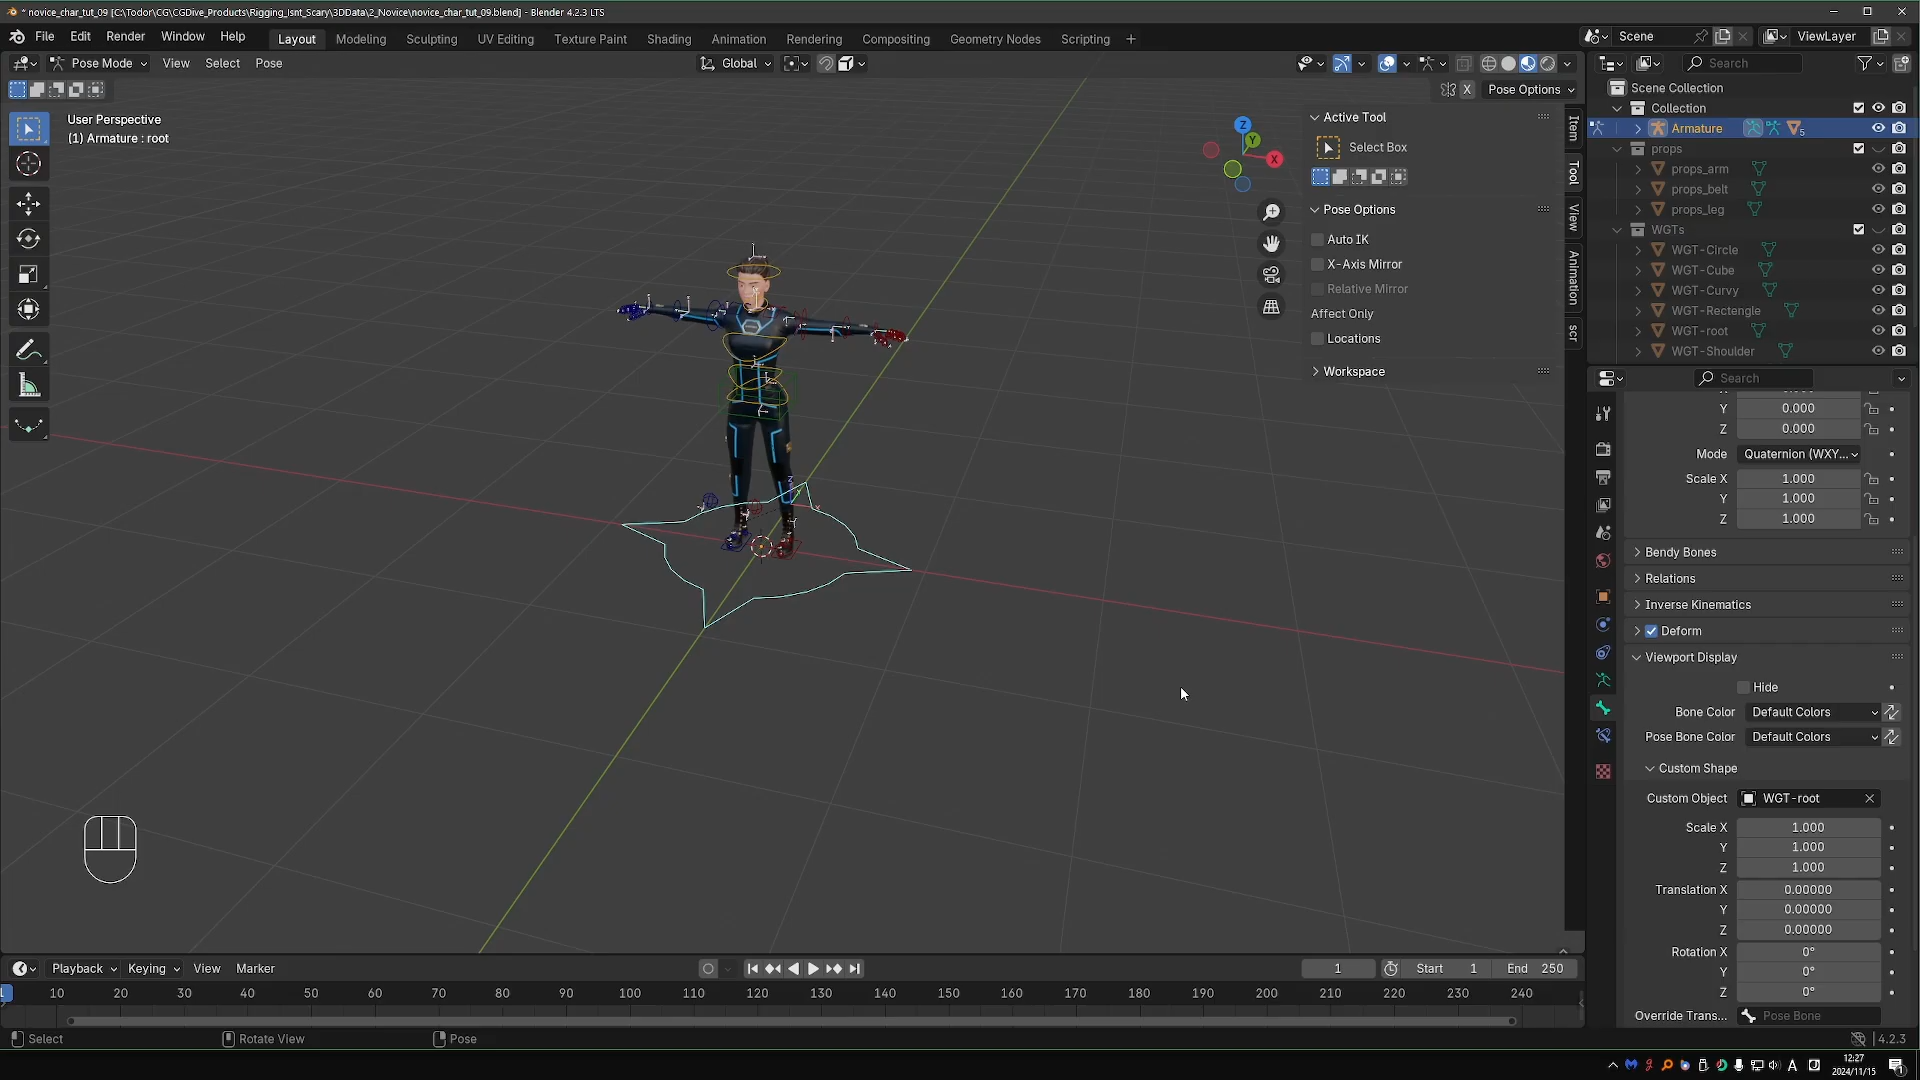 * novice_char_tut_09 [C:\Todor\CG\CGDive_Products\Rigging_Isnt_Scary\3DData\2_Novice\novice_char_tut_09.blend] - Blender 4.2.3 LTS
File Edit Render Window Help Layout Modeling Sculpting UV Editing Texture Paint Shading Animation Rendering Compositing Geometry Nodes Scripting + Scene ViewLayer
Pose Mode View Select Pose Global Search
X Pose Options
User Perspective
(1) Armature : root
Z
Y
X
Active Tool
Select Box
Pose Options
Auto IK
X-Axis Mirror
Relative Mirror
Affect Only
Locations
Workspace
Item
Tool
View
Animation
scr
Scene Collection
Collection
Armature 5
props
props_arm
props_belt
props_leg
WGTs
WGT-Circle
WGT-Cube
WGT-Curvy
WGT-Rectengle
WGT-root
WGT-Shoulder
Search
Y 0.000
Z 0.000
Mode Quaternion (WXY...
Scale X 1.000
Y 1.000
Z 1.000
Bendy Bones
Relations
Inverse Kinematics
Deform
Viewport Display
Hide
Bone Color Default Colors
Pose Bone Color Default Colors
Custom Shape
Custom Object WGT-root
Scale X 1.000
Y 1.000
Z 1.000
Translation X 0.00000
Y 0.00000
Z 0.00000
Rotation X 0°
Y 0°
Z 0°
Override Trans... Pose Bone
Playback Keying View Marker 1 Start 1 End 250
1 10 20 30 40 50 60 70 80 90 100 110 120 130 140 150 160 170 180 190 200 210 220 230 240
Select Rotate View Pose 4.2.3
A 12:27
2024/11/15